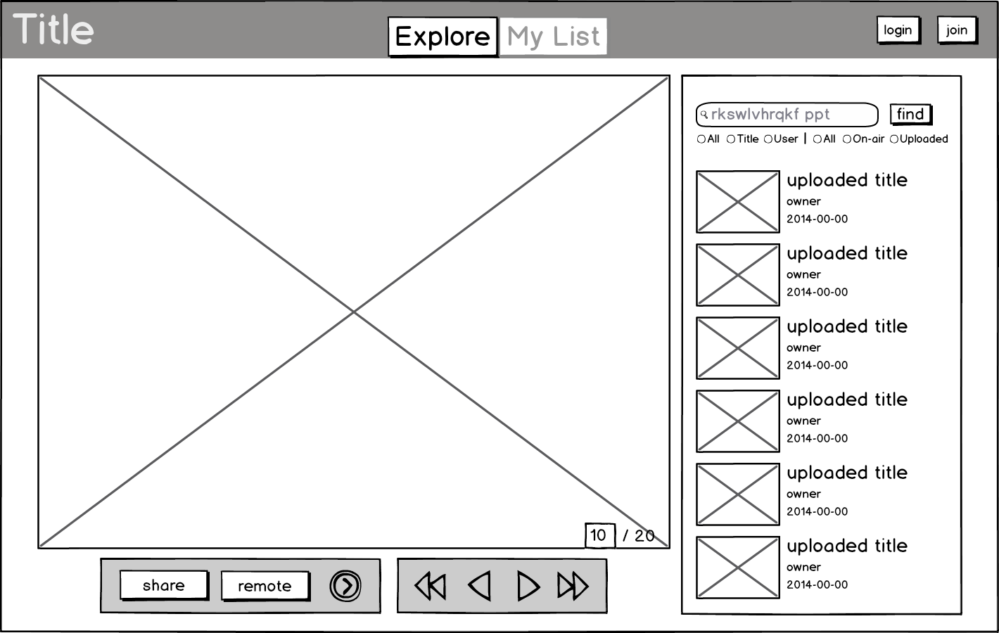 Title
Explore My List
login join
rkswlvhrqkf ppt find
All Title User | All On-air Uploaded
uploaded title
owner
2014-00-00
uploaded title
owner
2014-00-00
uploaded title
owner
2014-00-00
uploaded title
owner
2014-00-00
uploaded title
owner
2014-00-00
uploaded title
owner
2014-00-00
10 / 20
share remote